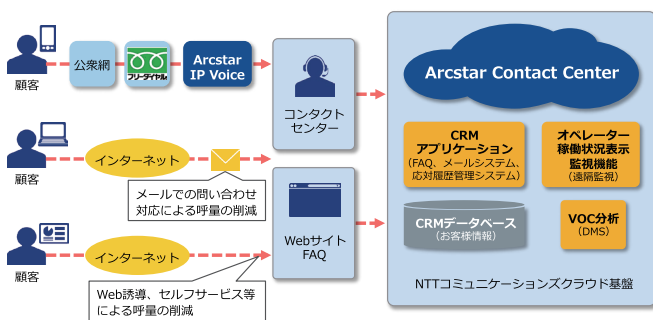 顧客
公衆網
フリーダイヤル
Arcstar
IP Voice
コンタクト
センター
顧客
インターネット
メールでの問い合わせ
対応による呼量の削減
顧客
インターネット
Web誘導、セルフサービス等
による呼量の削減
Webサイト
FAQ
Arcstar Contact Center
CRM
アプリケーション
(FAQ、メールシステム、
応対履歴管理システム)
オペレーター
稼働状況表示
監視機能
(遠隔監視)
CRMデータベース
(お客様情報)
VOC分析
(DMS)
NTTコミュニケーションズクラウド基盤